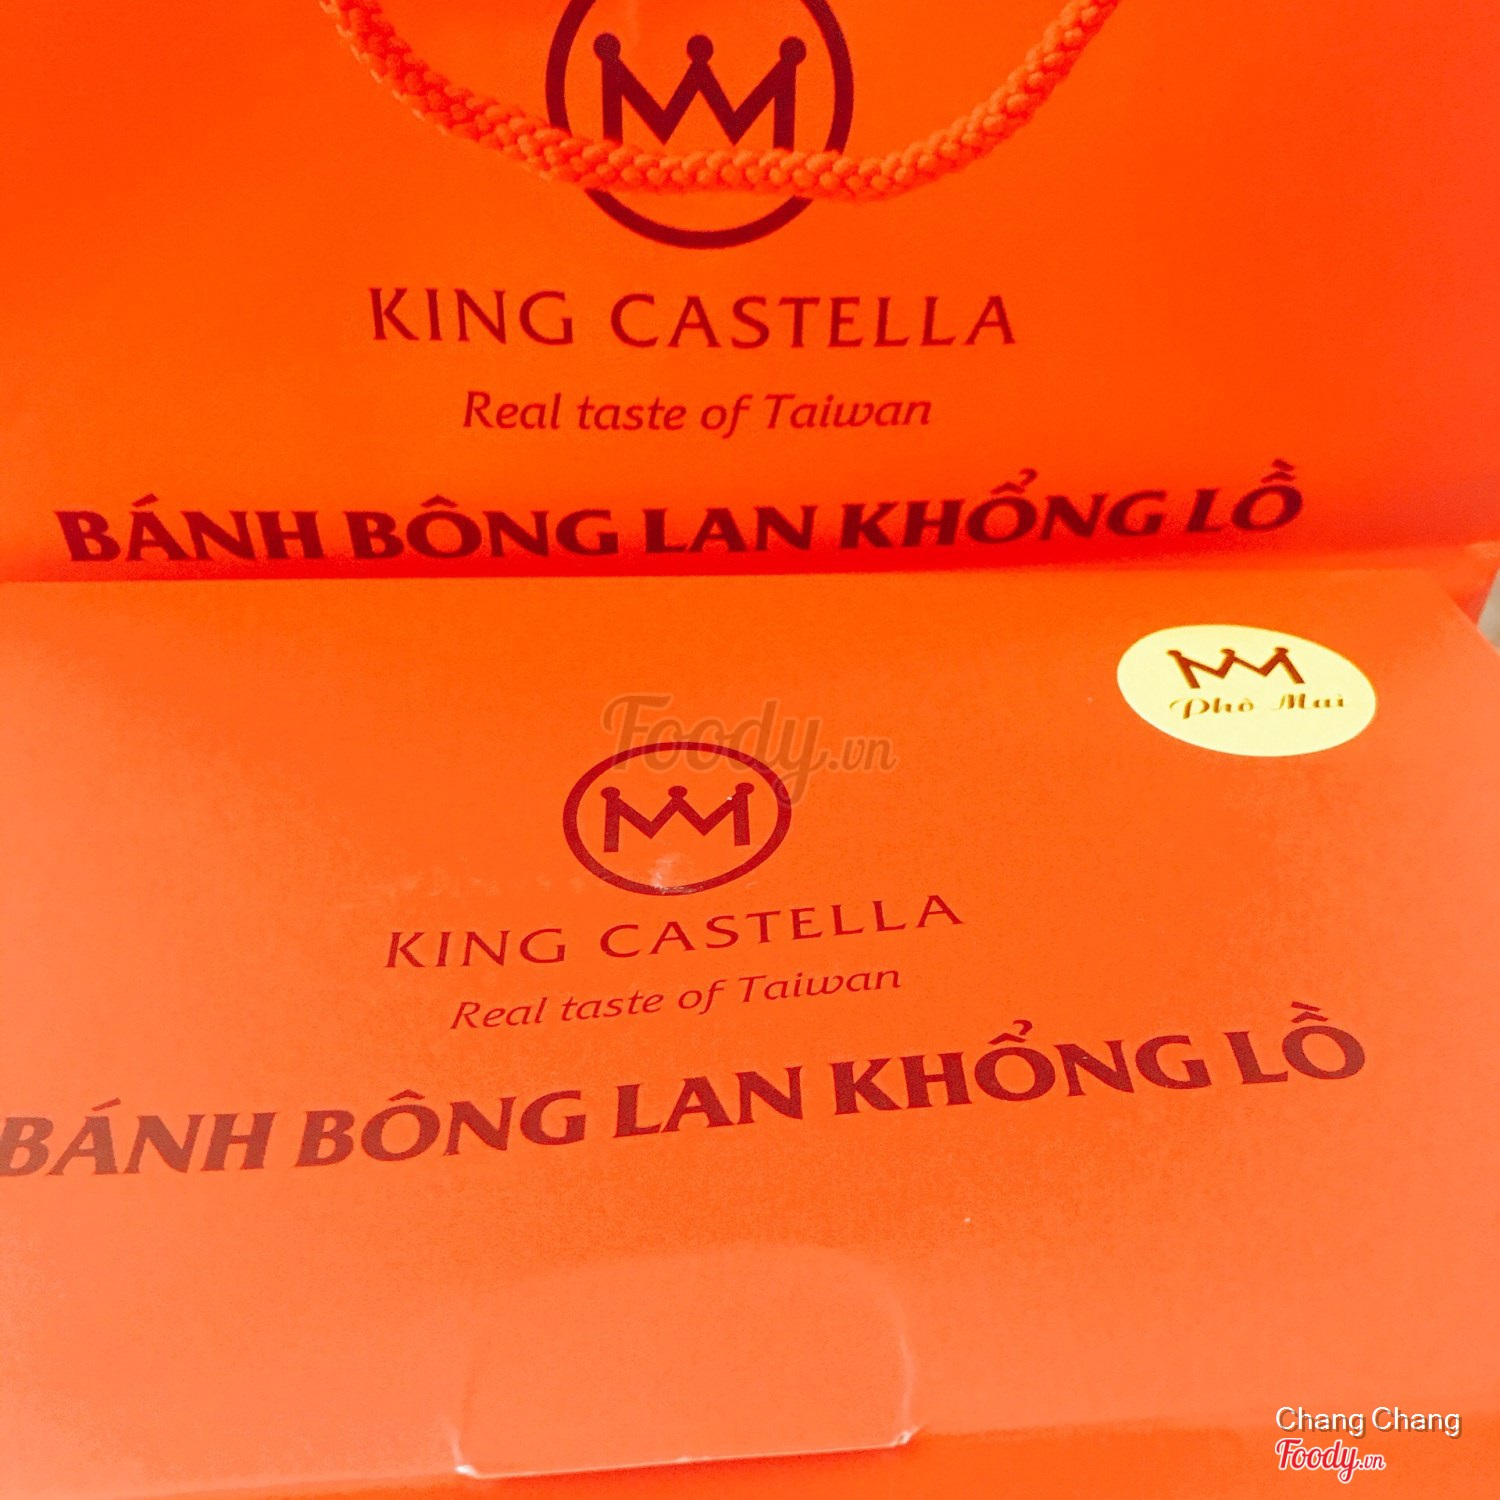 KING CASTELLA
Real taste of Taiwan
BÁNH BÔNG LAN KHỔNG LỒ
Phô Mai
Foody.vn
KING CASTELLA
Real taste of Taiwan
BÁNH BÔNG LAN KHỔNG LỒ
Chang Chang
Foody.vn